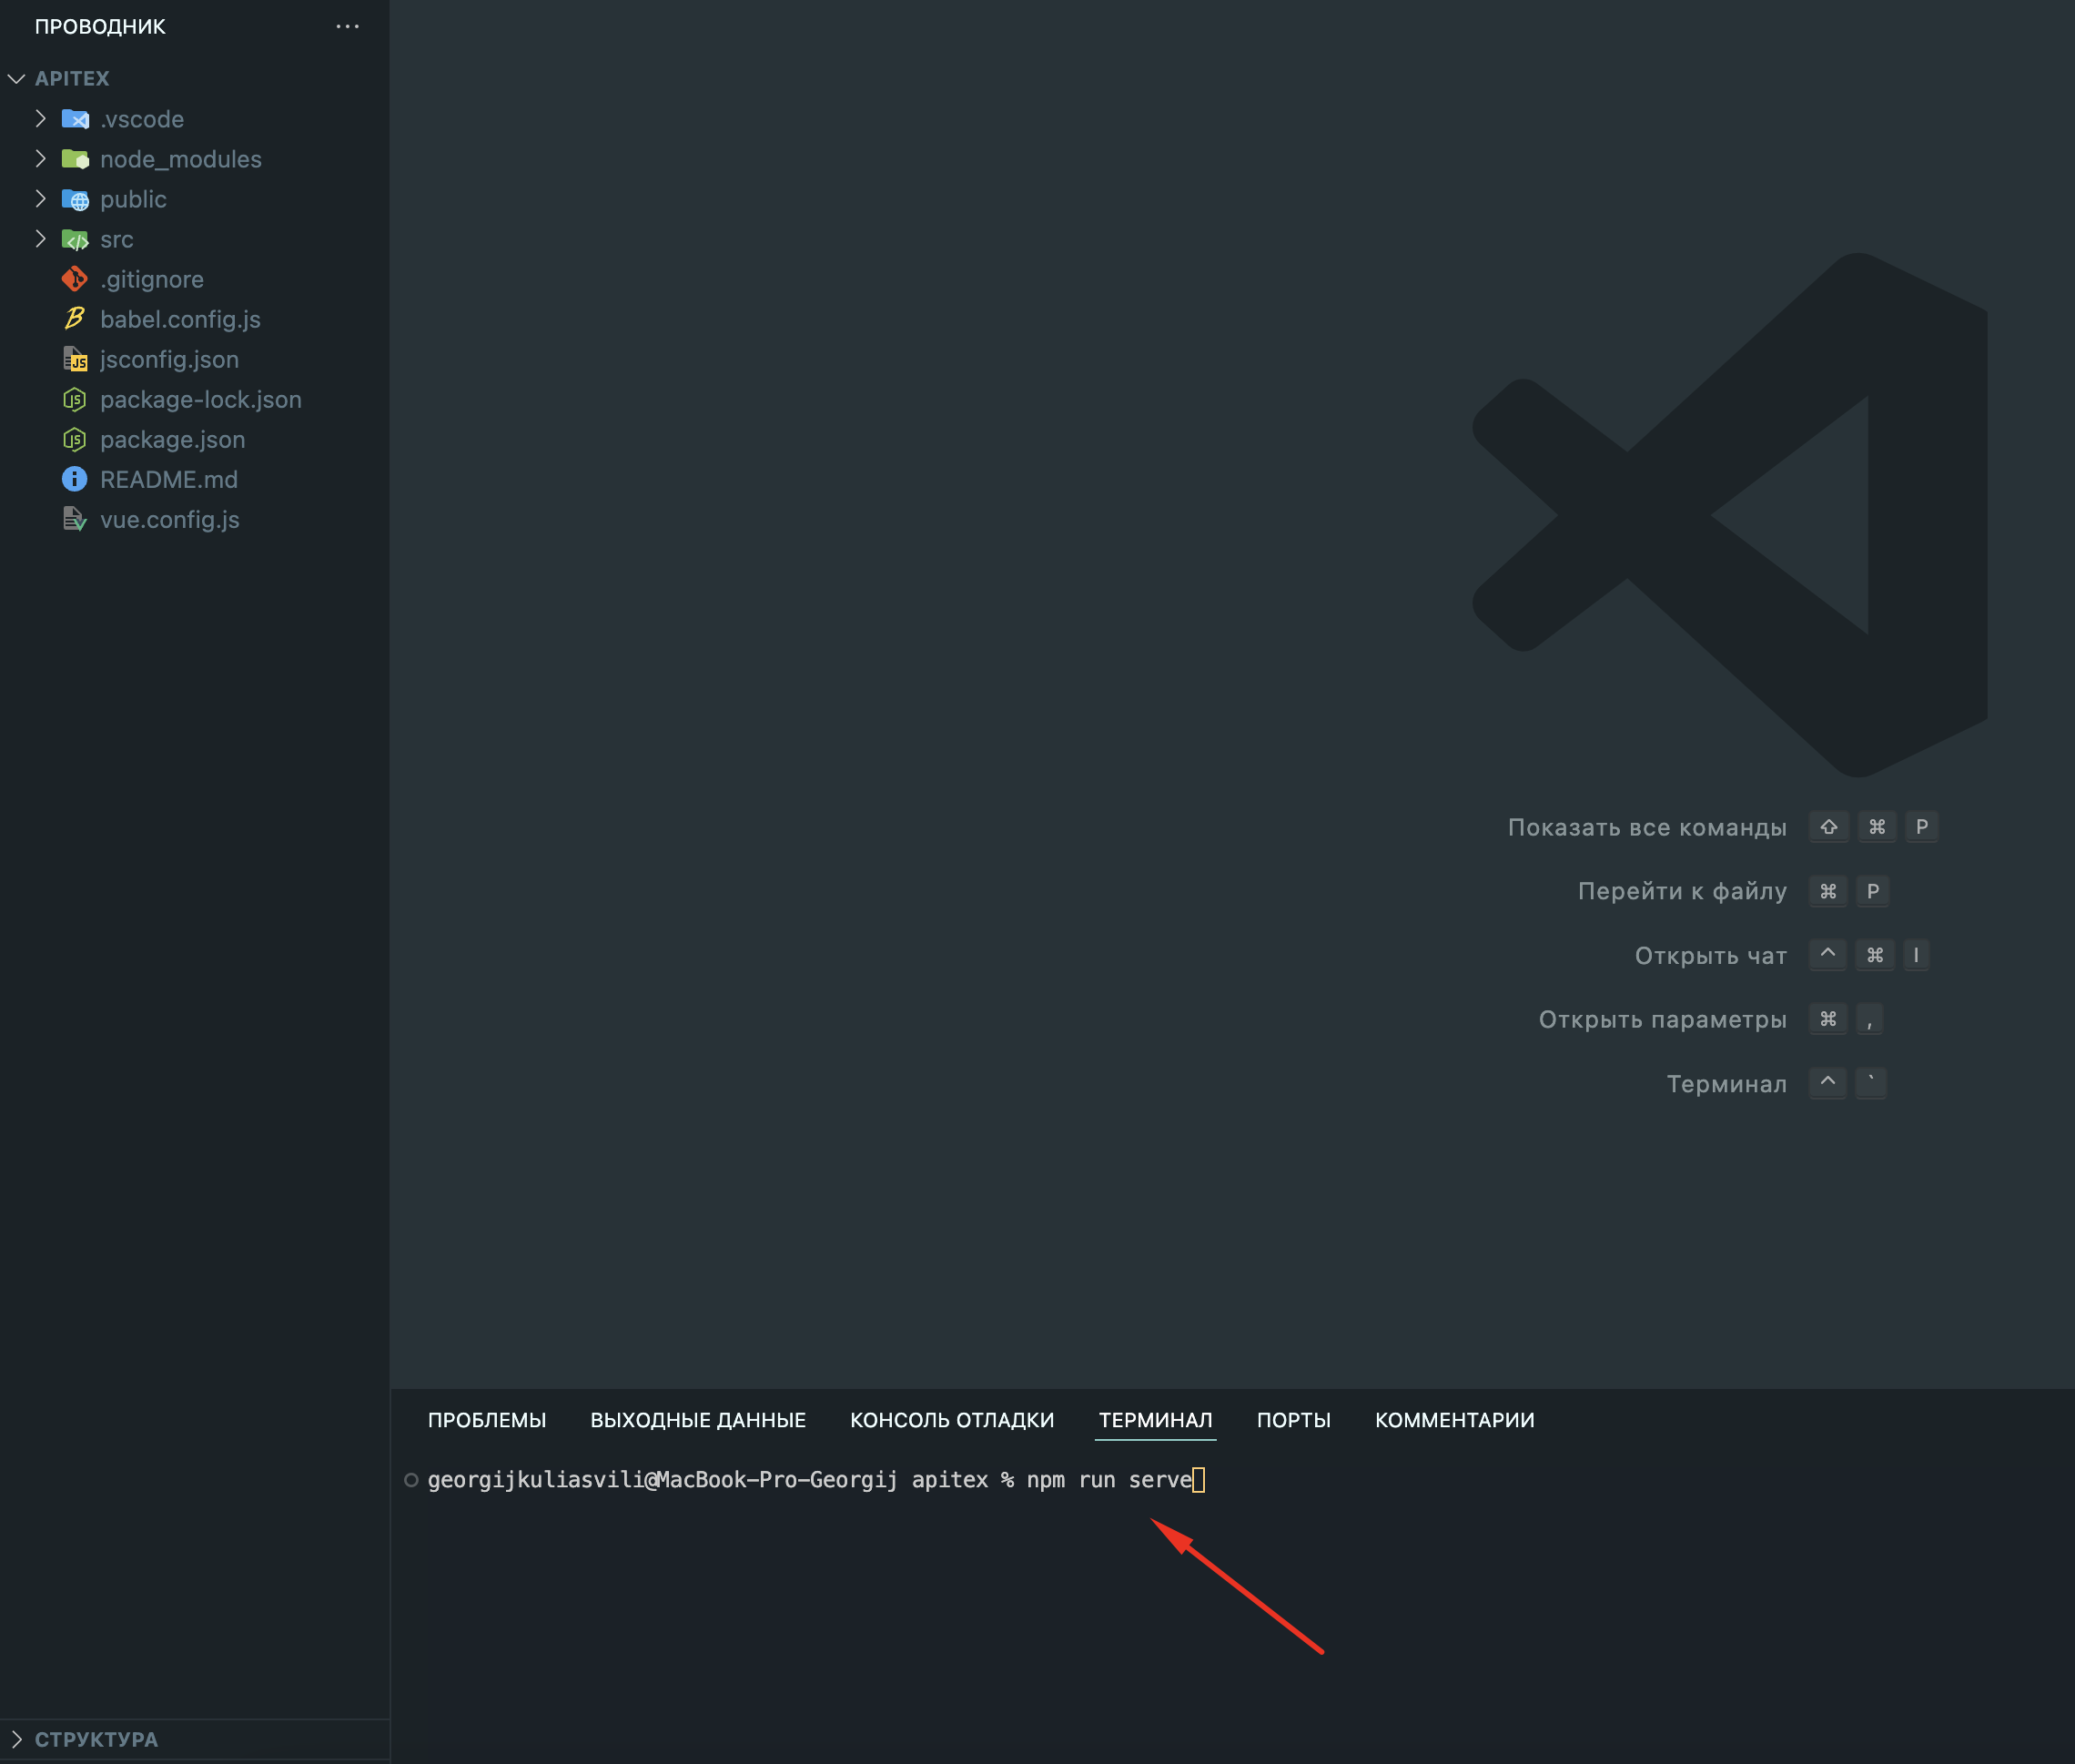 ПРОВОДНИК
APITEX
.vscode
node_modules
public
src
.gitignore
babel.config.js
jsconfig.json
package-lock.json
package.json
README.md
vue.config.js
СТРУКТУРА
Показать все команды ⇧ ⌘ P
Перейти к файлу ⌘ P
Открыть чат ^ ⌘ I
Открыть параметры ⌘ ,
Терминал ^ `
ПРОБЛЕМЫ ВЫХОДНЫЕ ДАННЫЕ КОНСОЛЬ ОТЛАДКИ ТЕРМИНАЛ ПОРТЫ КОММЕНТАРИИ
georgijkuliasvili@MacBook-Pro-Georgij apitex % npm run serve